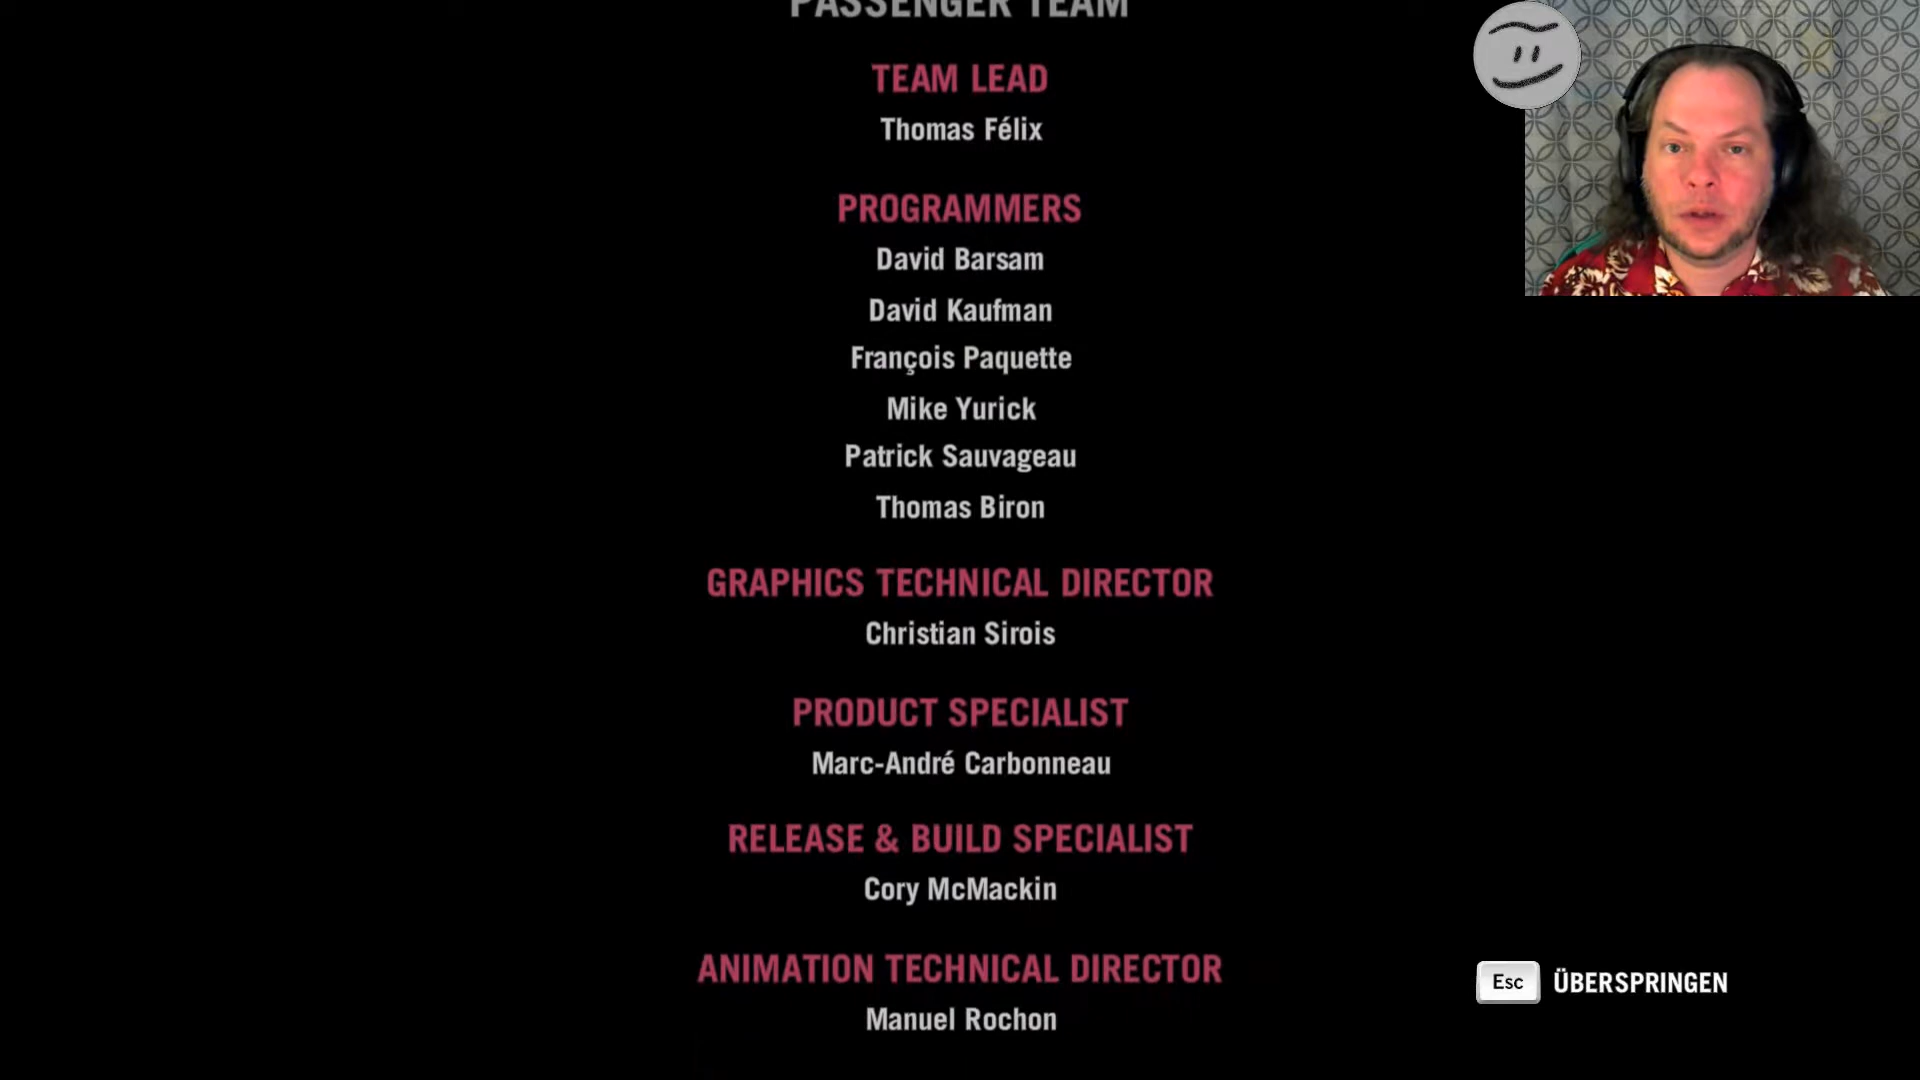 PASSENGER TEAM
TEAM LEAD
Thomas Félix
PROGRAMMERS
David Barsam
David Kaufman
François Paquette
Mike Yurick
Patrick Sauvageau
Thomas Biron
GRAPHICS TECHNICAL DIRECTOR
Christian Sirois
PRODUCT SPECIALIST
Marc-André Carbonneau
RELEASE & BUILD SPECIALIST
Cory McMackin
ANIMATION TECHNICAL DIRECTOR
Manuel Rochon
Esc ÜBERSPRINGEN